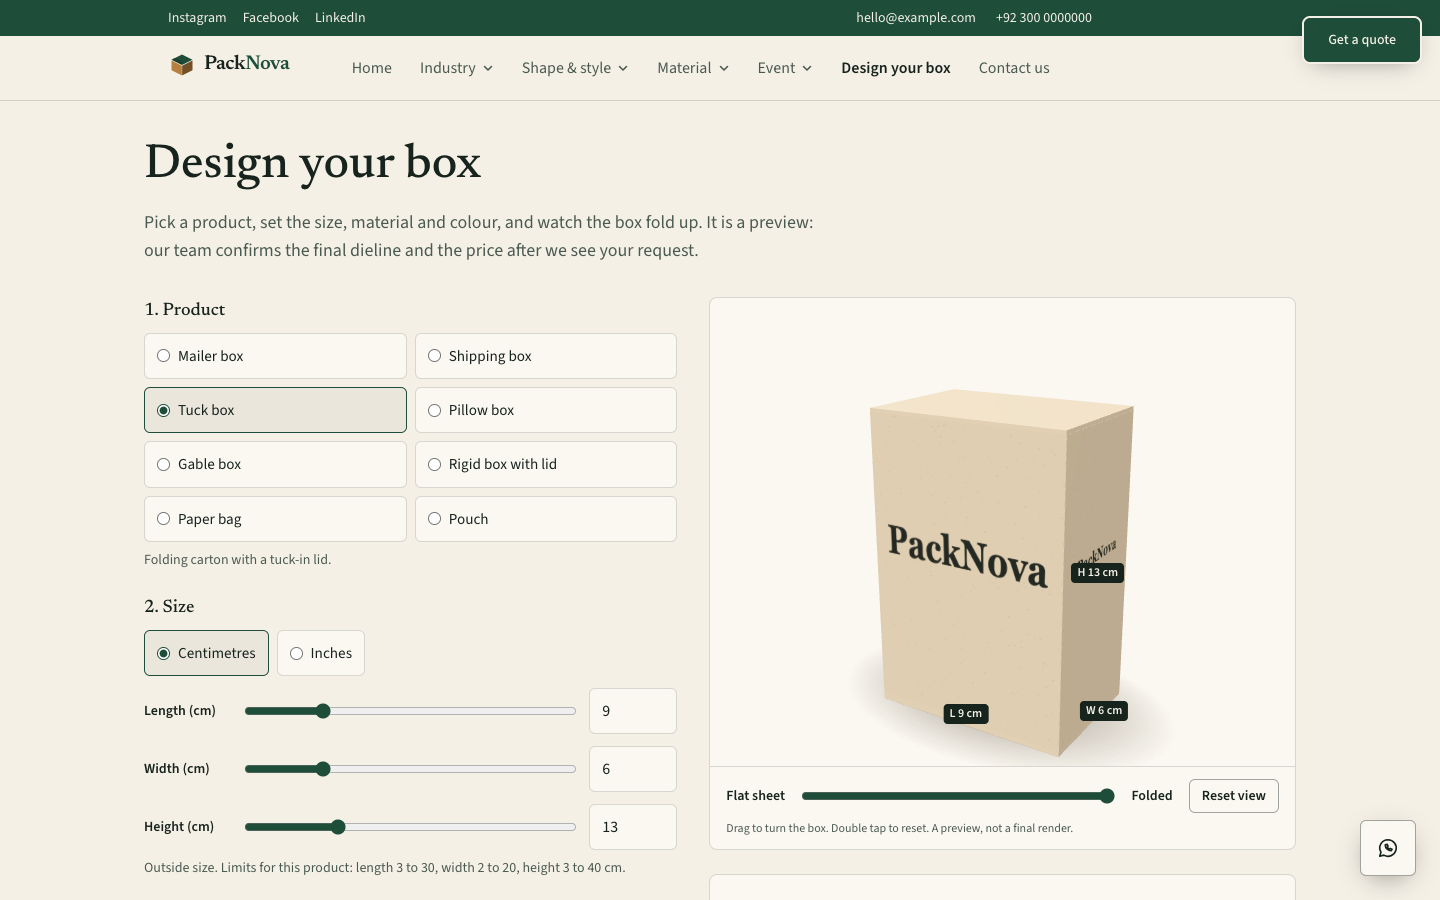 Instagram Facebook LinkedIn hello@example.com +92 300 0000000
Get a quote
PackNova Home Industry Shape & style Material Event Design your box Contact us
Design your box
Pick a product, set the size, material and colour, and watch the box fold up. It is a preview:
our team confirms the final dieline and the price after we see your request.
1. Product
Mailer box Shipping box
Tuck box Pillow box
Gable box Rigid box with lid
Paper bag Pouch
Folding carton with a tuck-in lid.
2. Size
Centimetres Inches
Length (cm) 9
Width (cm) 6
Height (cm) 13
Outside size. Limits for this product: length 3 to 30, width 2 to 20, height 3 to 40 cm.
PackNova
PackNova
H 13 cm
L 9 cm
W 6 cm
Flat sheet Folded Reset view
Drag to turn the box. Double tap to reset. A preview, not a final render.